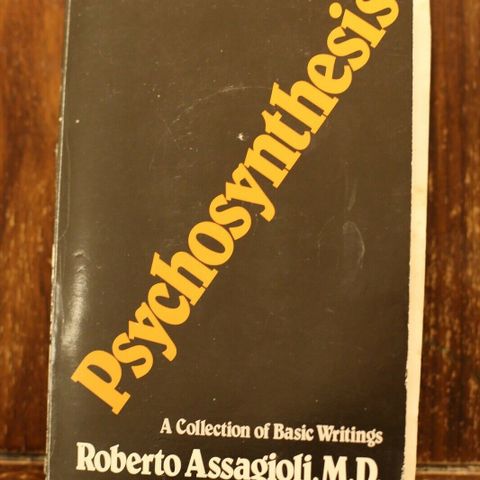 Psychosynthesis
A Collection of Basic Writings
Roberto Assagioli, M.D.